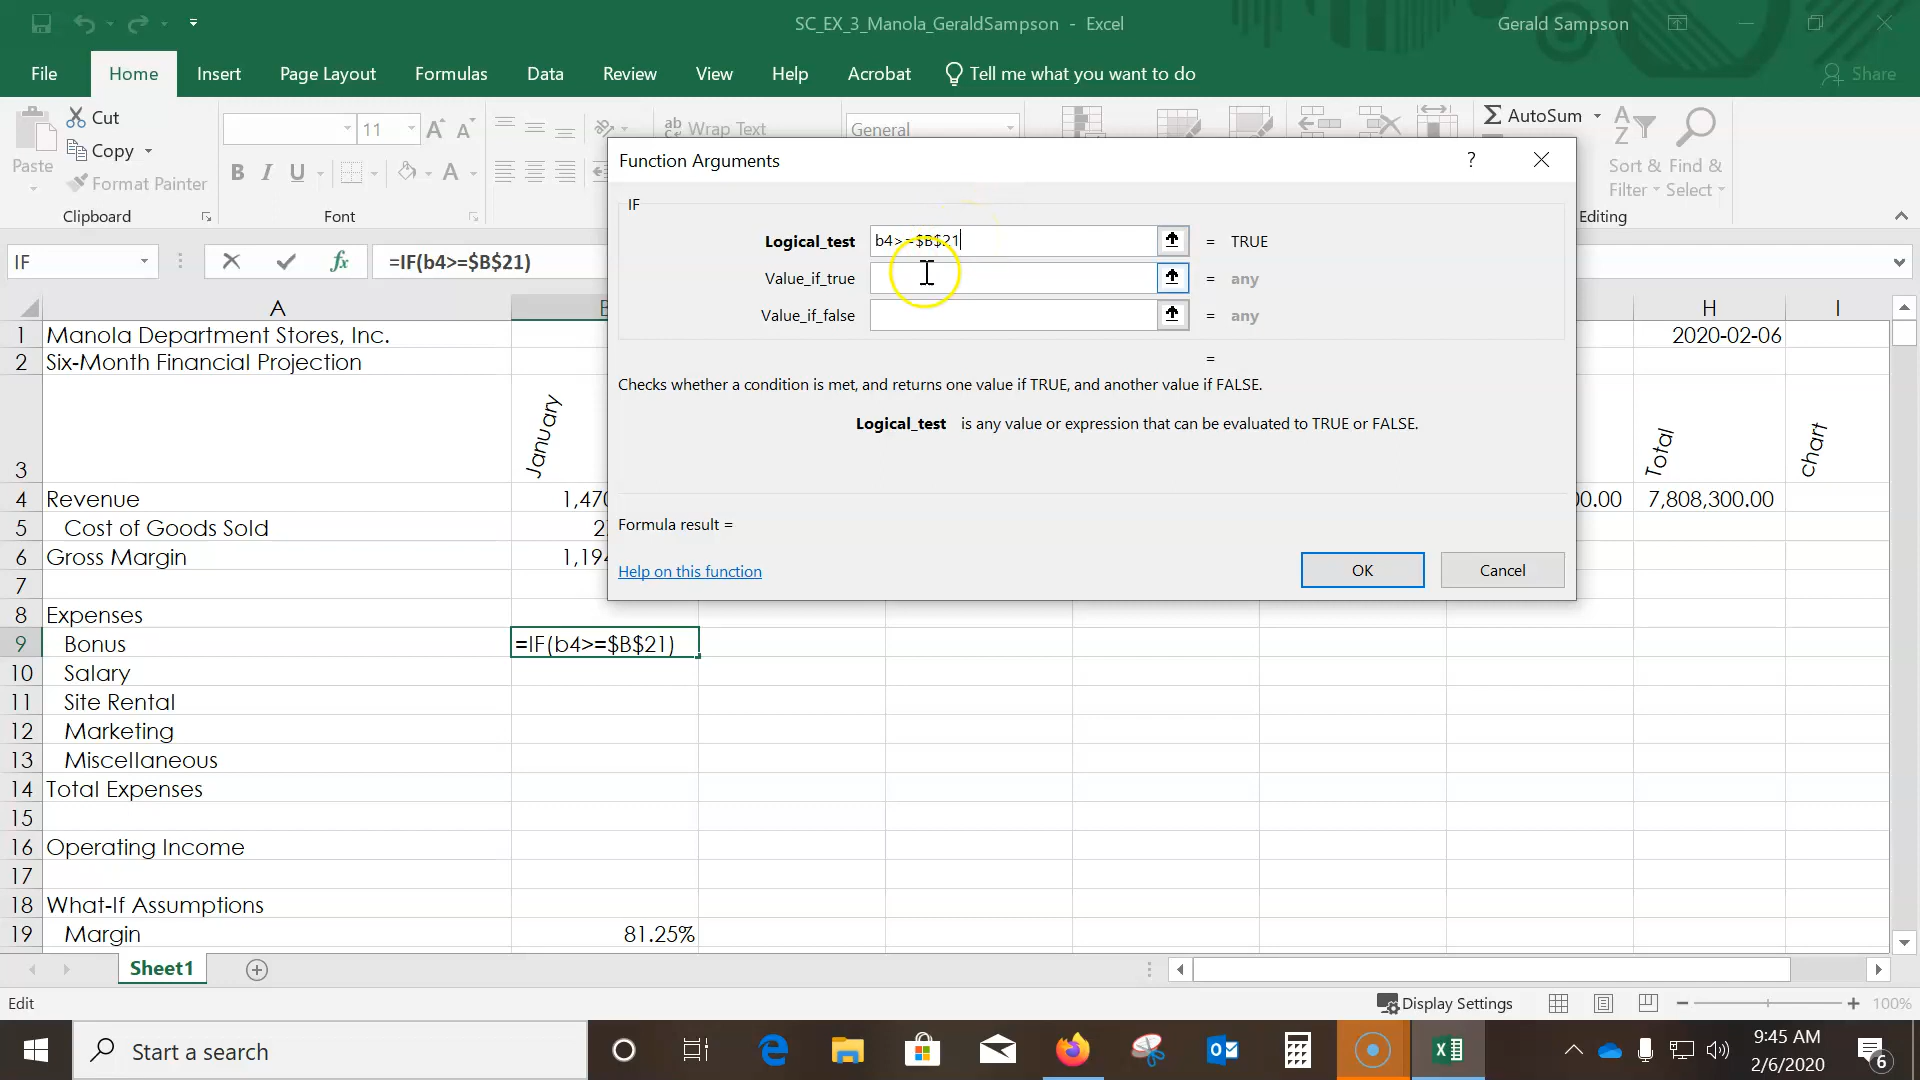 SC_EX_3_Manola_GeraldSampson - Excel
Gerald Sampson
File Home Insert Page Layout Formulas Data Review View Help Acrobat Tell me what you want to do Share
Paste
Cut
Copy
Format Painter
Clipboard
11
B I U
Font
Wrap Text
General
AutoSum
Sort & Filter
Find & Select
Editing
IF
=IF(b4>=$B$21)
Function Arguments
IF
Logical_test b4>=$B$21 = TRUE
Value_if_true = any
Value_if_false = any
=
Checks whether a condition is met, and returns one value if TRUE, and another value if FALSE.
Logical_test is any value or expression that can be evaluated to TRUE or FALSE.
Formula result =
Help on this function
OK
Cancel
A H I
1 Manola Department Stores, Inc. 2020-02-06
2 Six-Month Financial Projection
3 January Total chart
4 Revenue 1,470 00.00 7,808,300.00
5 Cost of Goods Sold
6 Gross Margin 1,194
7
8 Expenses
9 Bonus =IF(b4>=$B$21)
10 Salary
11 Site Rental
12 Marketing
13 Miscellaneous
14 Total Expenses
15
16 Operating Income
17
18 What-If Assumptions
19 Margin 81.25%
Sheet1
Edit
Display Settings
100%
Start a search
9:45 AM
2/6/2020
6